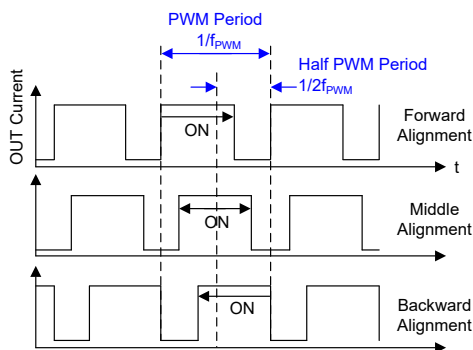 PWM Period
1/fPWM
Half PWM Period
1/2fPWM
OUT Current
ON
Forward
Alignment
t
ON
Middle
Alignment
ON
Backward
Alignment